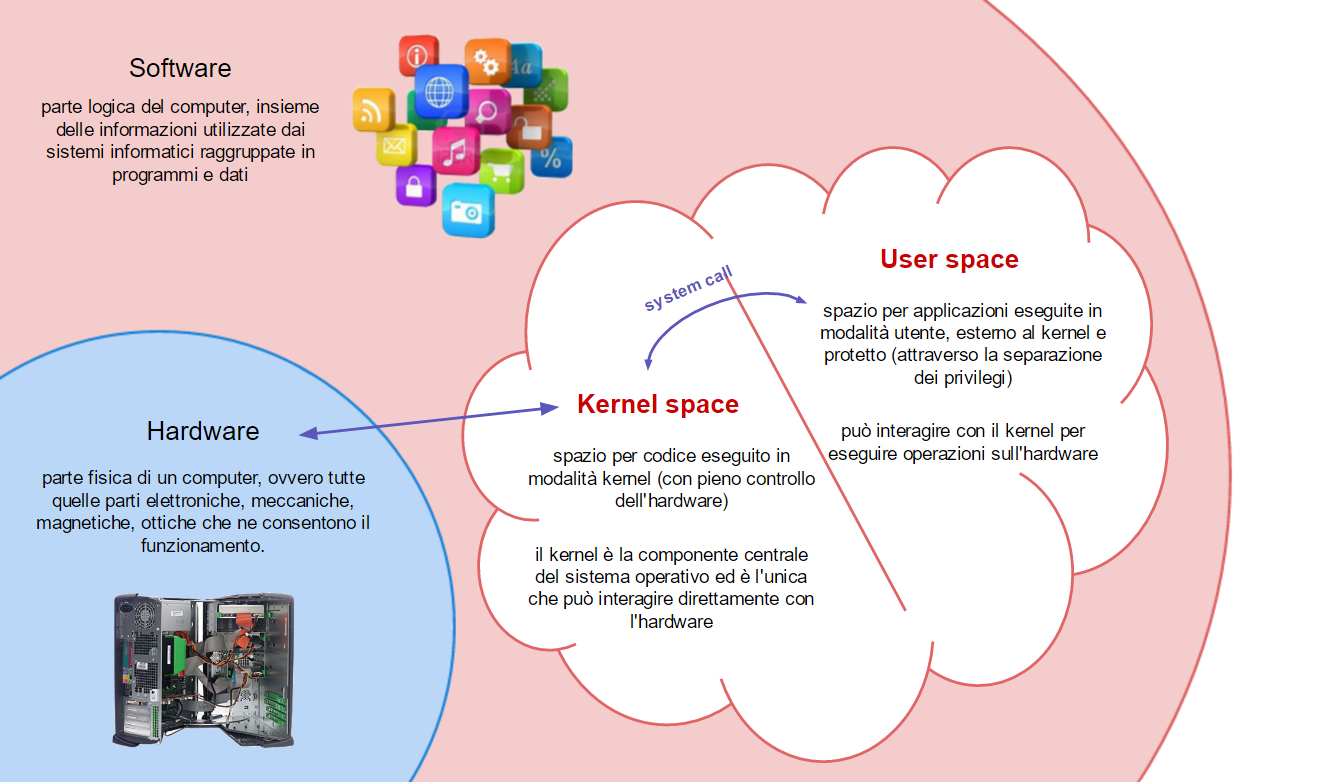 Software
parte logica del computer, insieme
delle informazioni utilizzate dai
sistemi informatici raggruppate in
programmi e dati
Aa
%
system call
User space
spazio per applicazioni eseguite in
modalità utente, esterno al kernel e
protetto (attraverso la separazione
dei privilegi)
può interagire con il kernel per
eseguire operazioni sull'hardware
Kernel space
spazio per codice eseguito in
modalità kernel (con pieno controllo
dell'hardware)
il kernel è la componente centrale
del sistema operativo ed è l'unica
che può interagire direttamente con
l'hardware
Hardware
parte fisica di un computer, ovvero tutte
quelle parti elettroniche, meccaniche,
magnetiche, ottiche che ne consentono il
funzionamento.